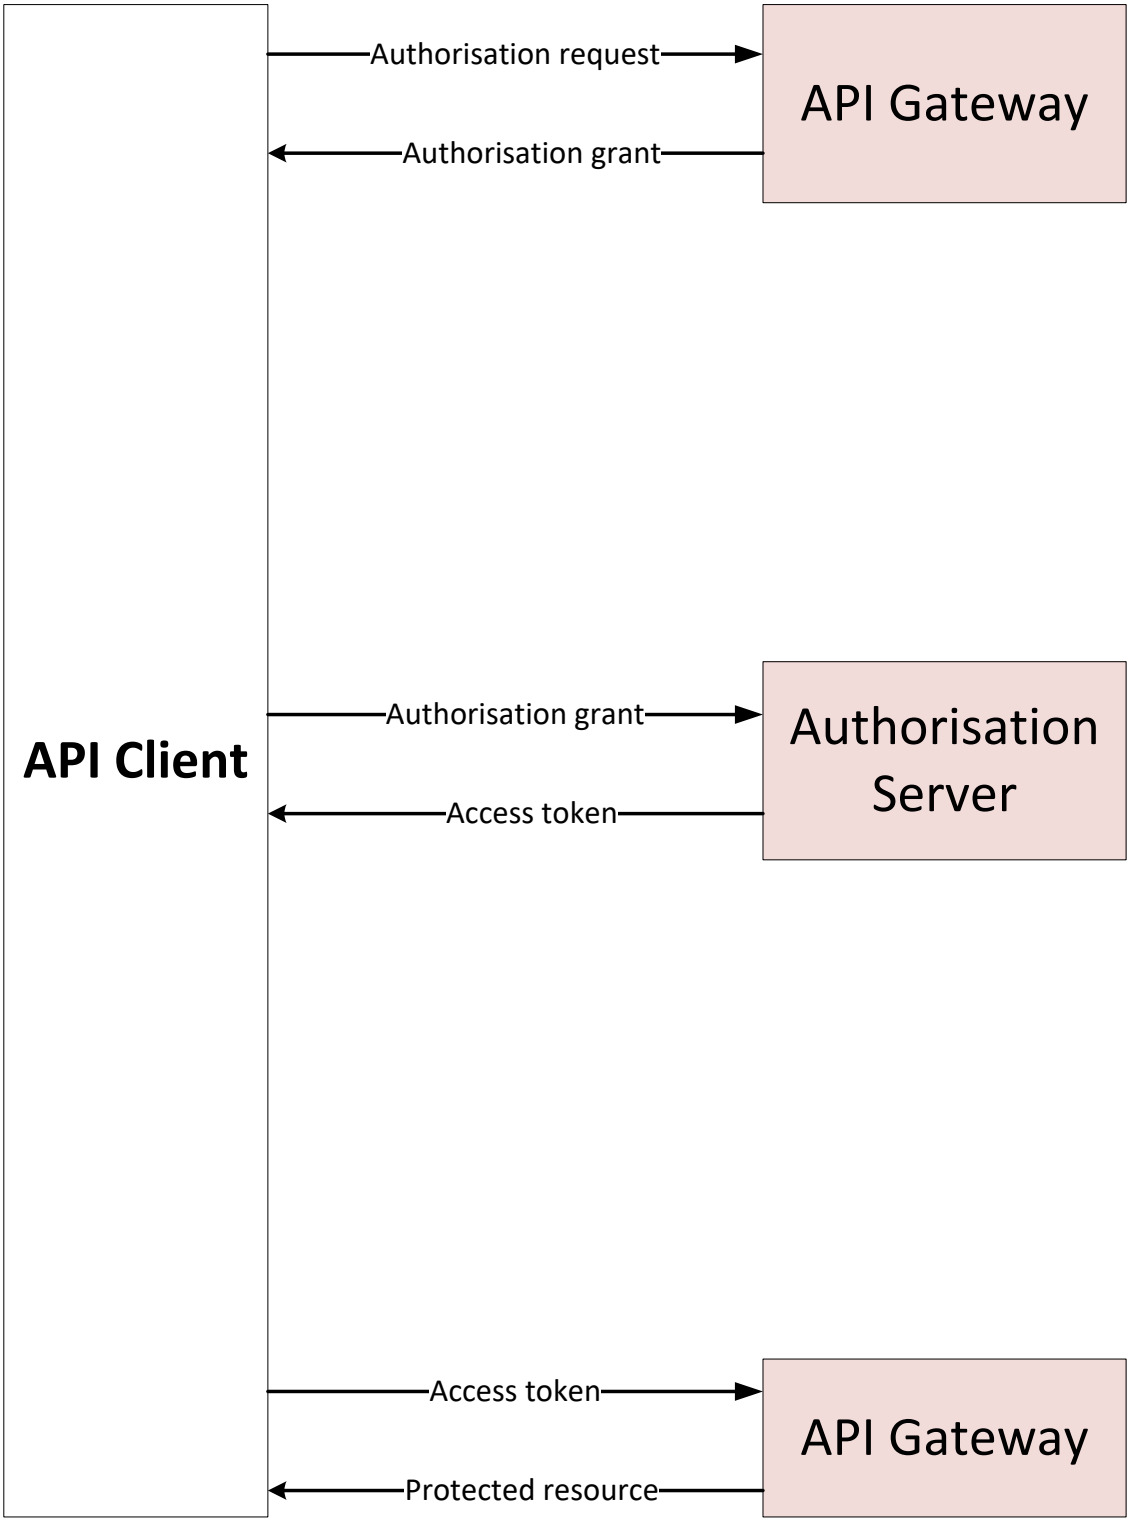 Authorisation request
API Gateway
Authorisation grant
Authorisation grant
Authorisation
Server
API Client
Access token
Access token
API Gateway
Protected resource